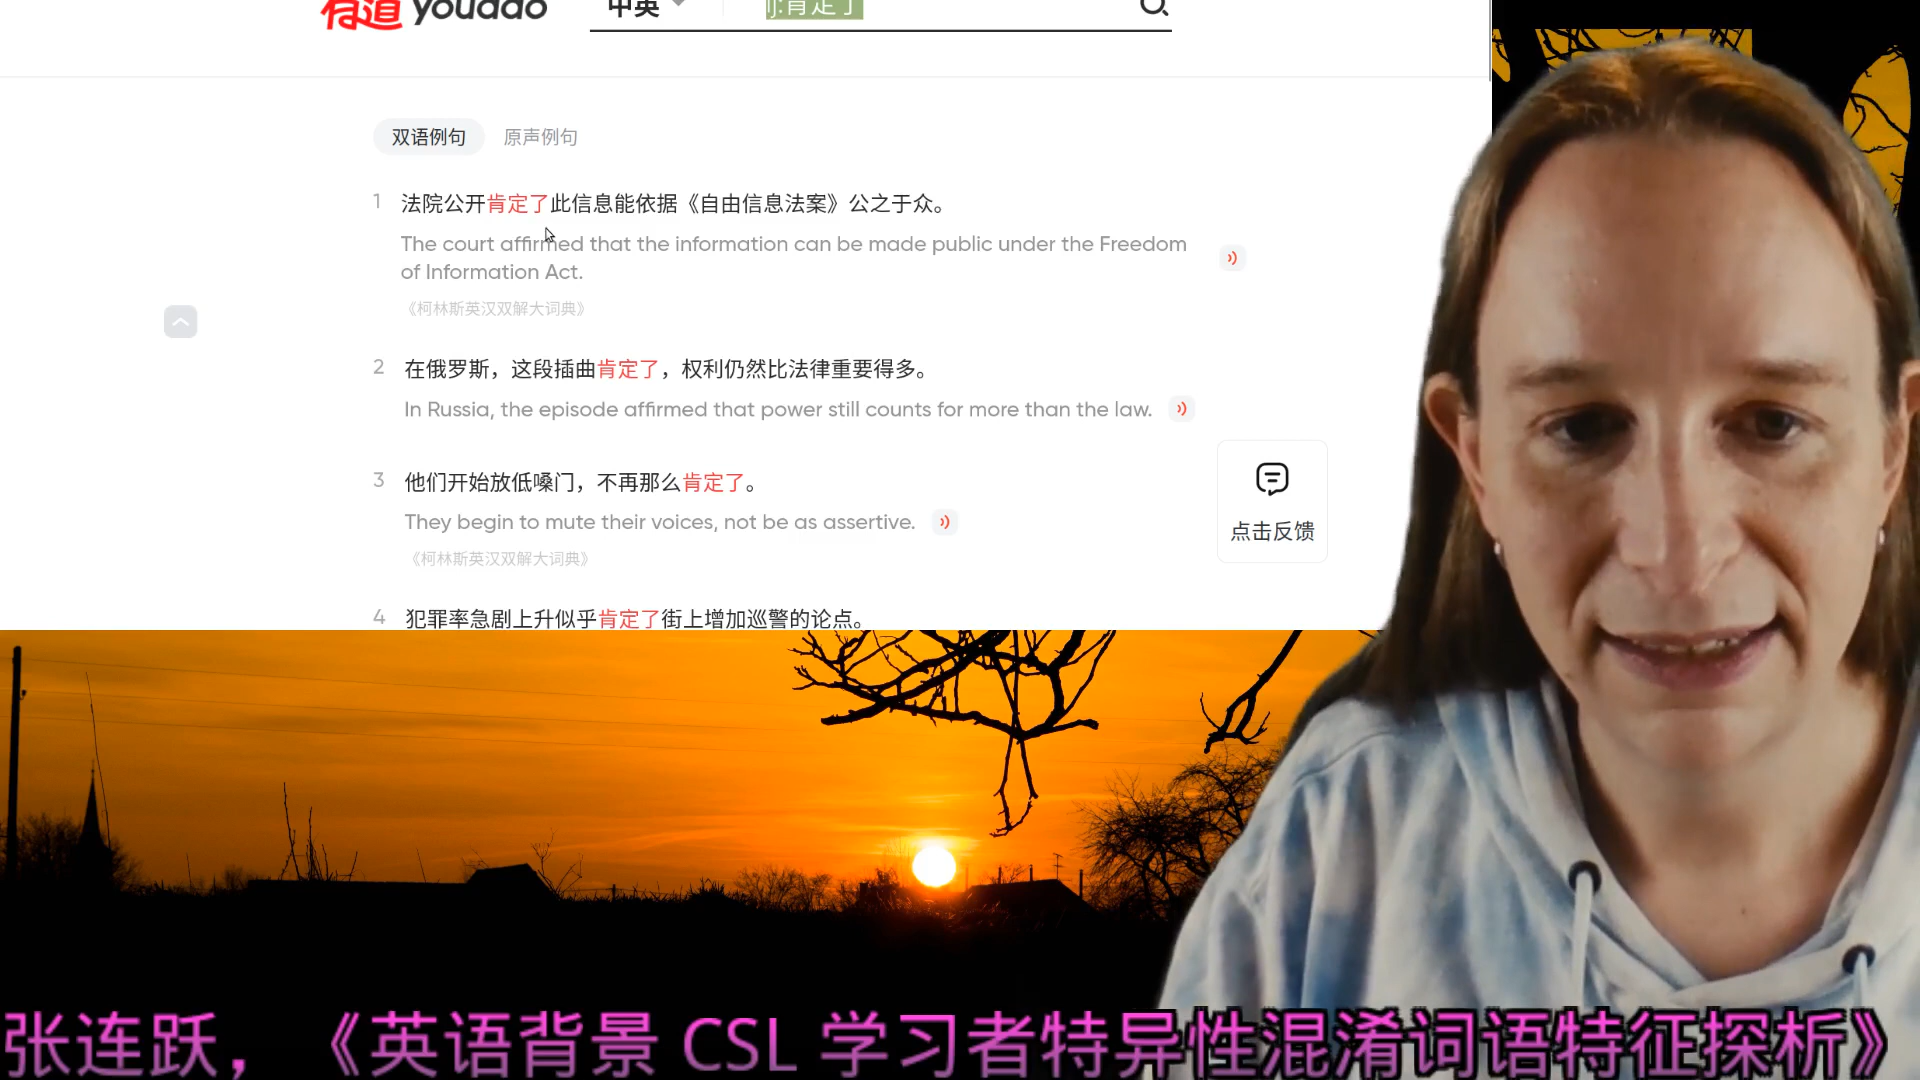 有道 youdao
中英
lj:肯定了
双语例句 原声例句
1 法院公开肯定了此信息能依据《自由信息法案》公之于众。
The court affirmed that the information can be made public under the Freedom
of Information Act.
《柯林斯英汉双解大词典》
2 在俄罗斯，这段插曲肯定了，权利仍然比法律重要得多。
In Russia, the episode affirmed that power still counts for more than the law.
3 他们开始放低嗓门，不再那么肯定了。
They begin to mute their voices, not be as assertive.
《柯林斯英汉双解大词典》
点击反馈
4 犯罪率急剧上升似乎肯定了街上增加巡警的论点。
张连跃，《英语背景 CSL 学习者特异性混淆词语特征探析》